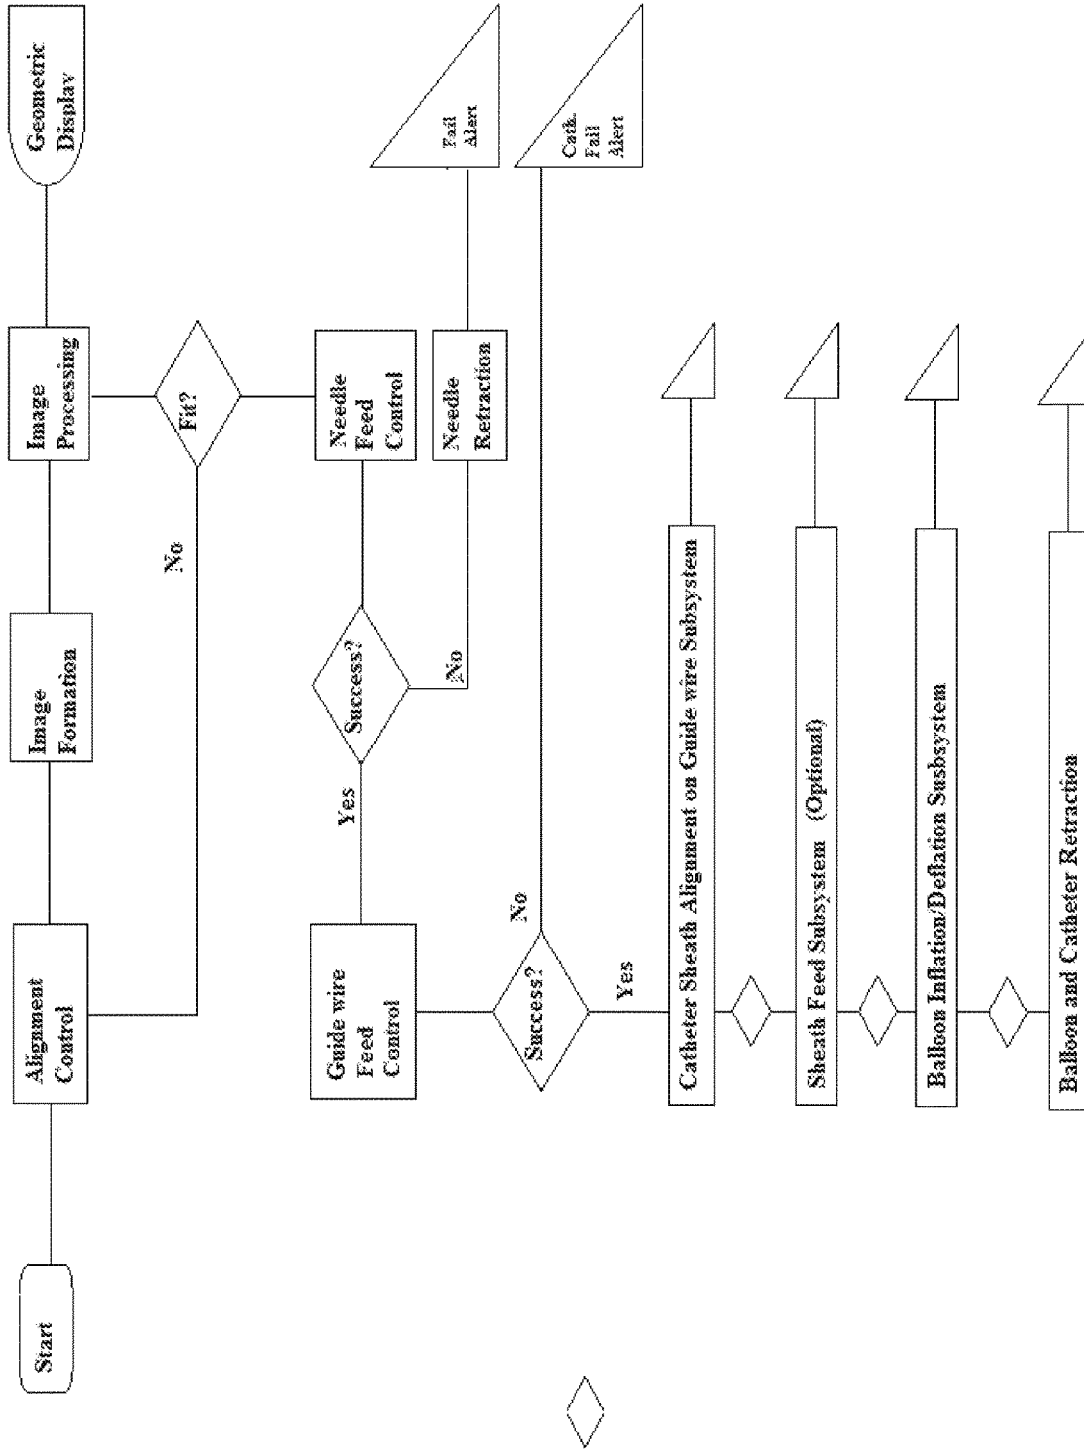 Start
Alignment
Control
Image
Formation
Image
Processing
Geometric
Display
No
Fit?
Guide wire
Feed
Control
Yes
Success?
Needle
Feed
Control
No
Needle
Retraction
Fail
Alert
Success?
No
Cath.
Fail
Alert
Yes
Catheter Sheath Alignment on Guide wire Subsystem
Sheath Feed Subsystem (Optional)
Balloon Inflation/Deflation Susbsystem
Balloon and Catheter Retraction